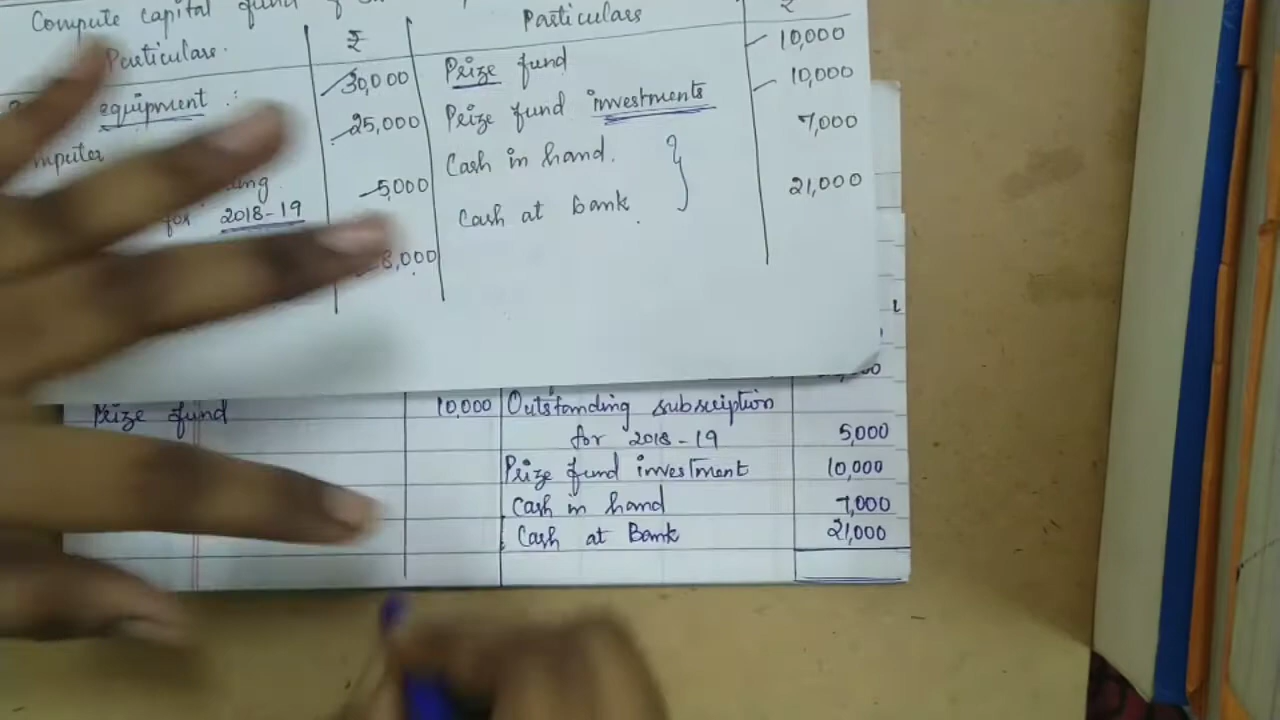 Compute capital fund of
Particulars.
₹
Particulars
₹
equipment :
30,000
Prize fund
10,000
25,000
Prize fund investments
10,000
Cash in hand.
7,000
for 2018-19
5,000
Cash at bank.
21,000
8,000
Prize fund
10,000
Outstanding subscription
for 2018-19
5,000
Prize fund investment
10,000
Cash in hand
7,000
Cash at Bank
21,000